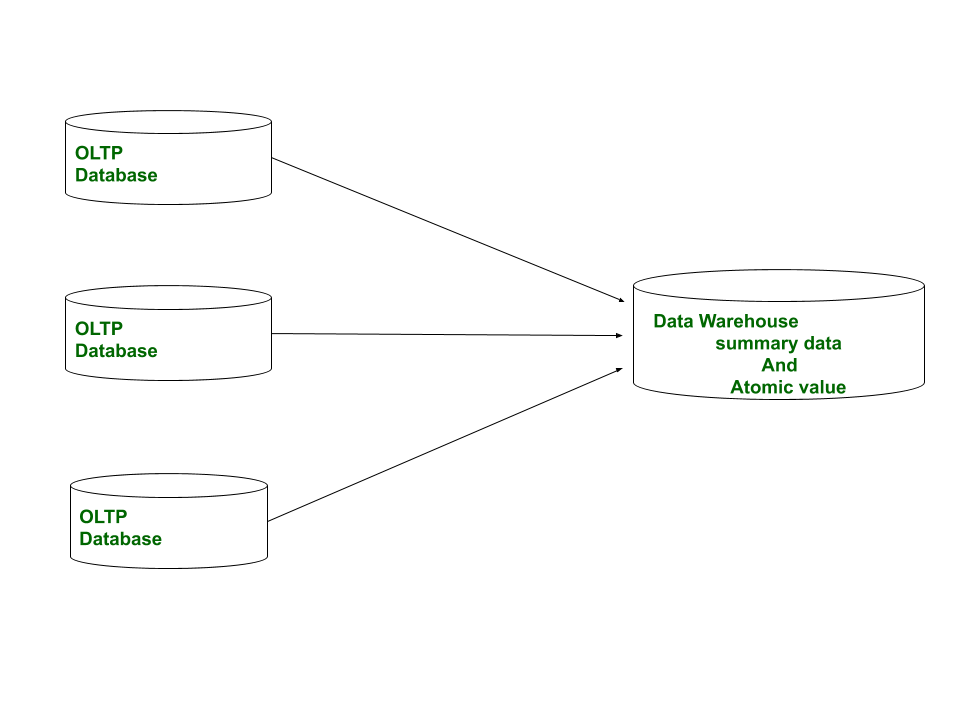 OLTP
Database
OLTP
Database
Data Warehouse
summary data
And
Atomic value
OLTP
Database